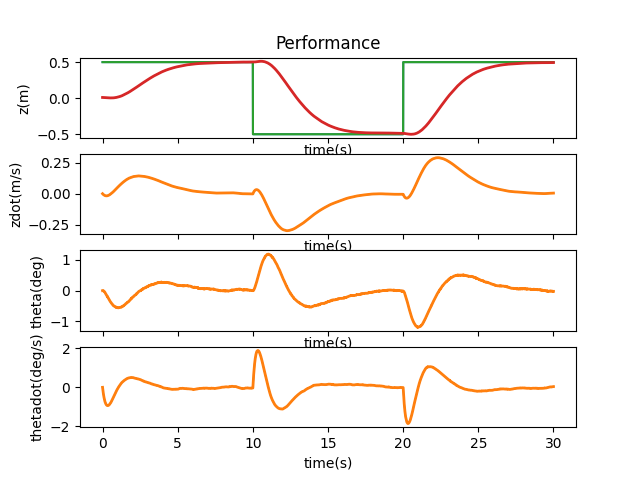 Performance
z(m)
0.5
0.0
−0.5
time(s)
zdot(m/s)
0.25
0.00
−0.25
time(s)
theta(deg)
1
0
−1
time(s)
thetadot(deg/s)
2
0
−2
0 5 10 15 20 25 30
time(s)